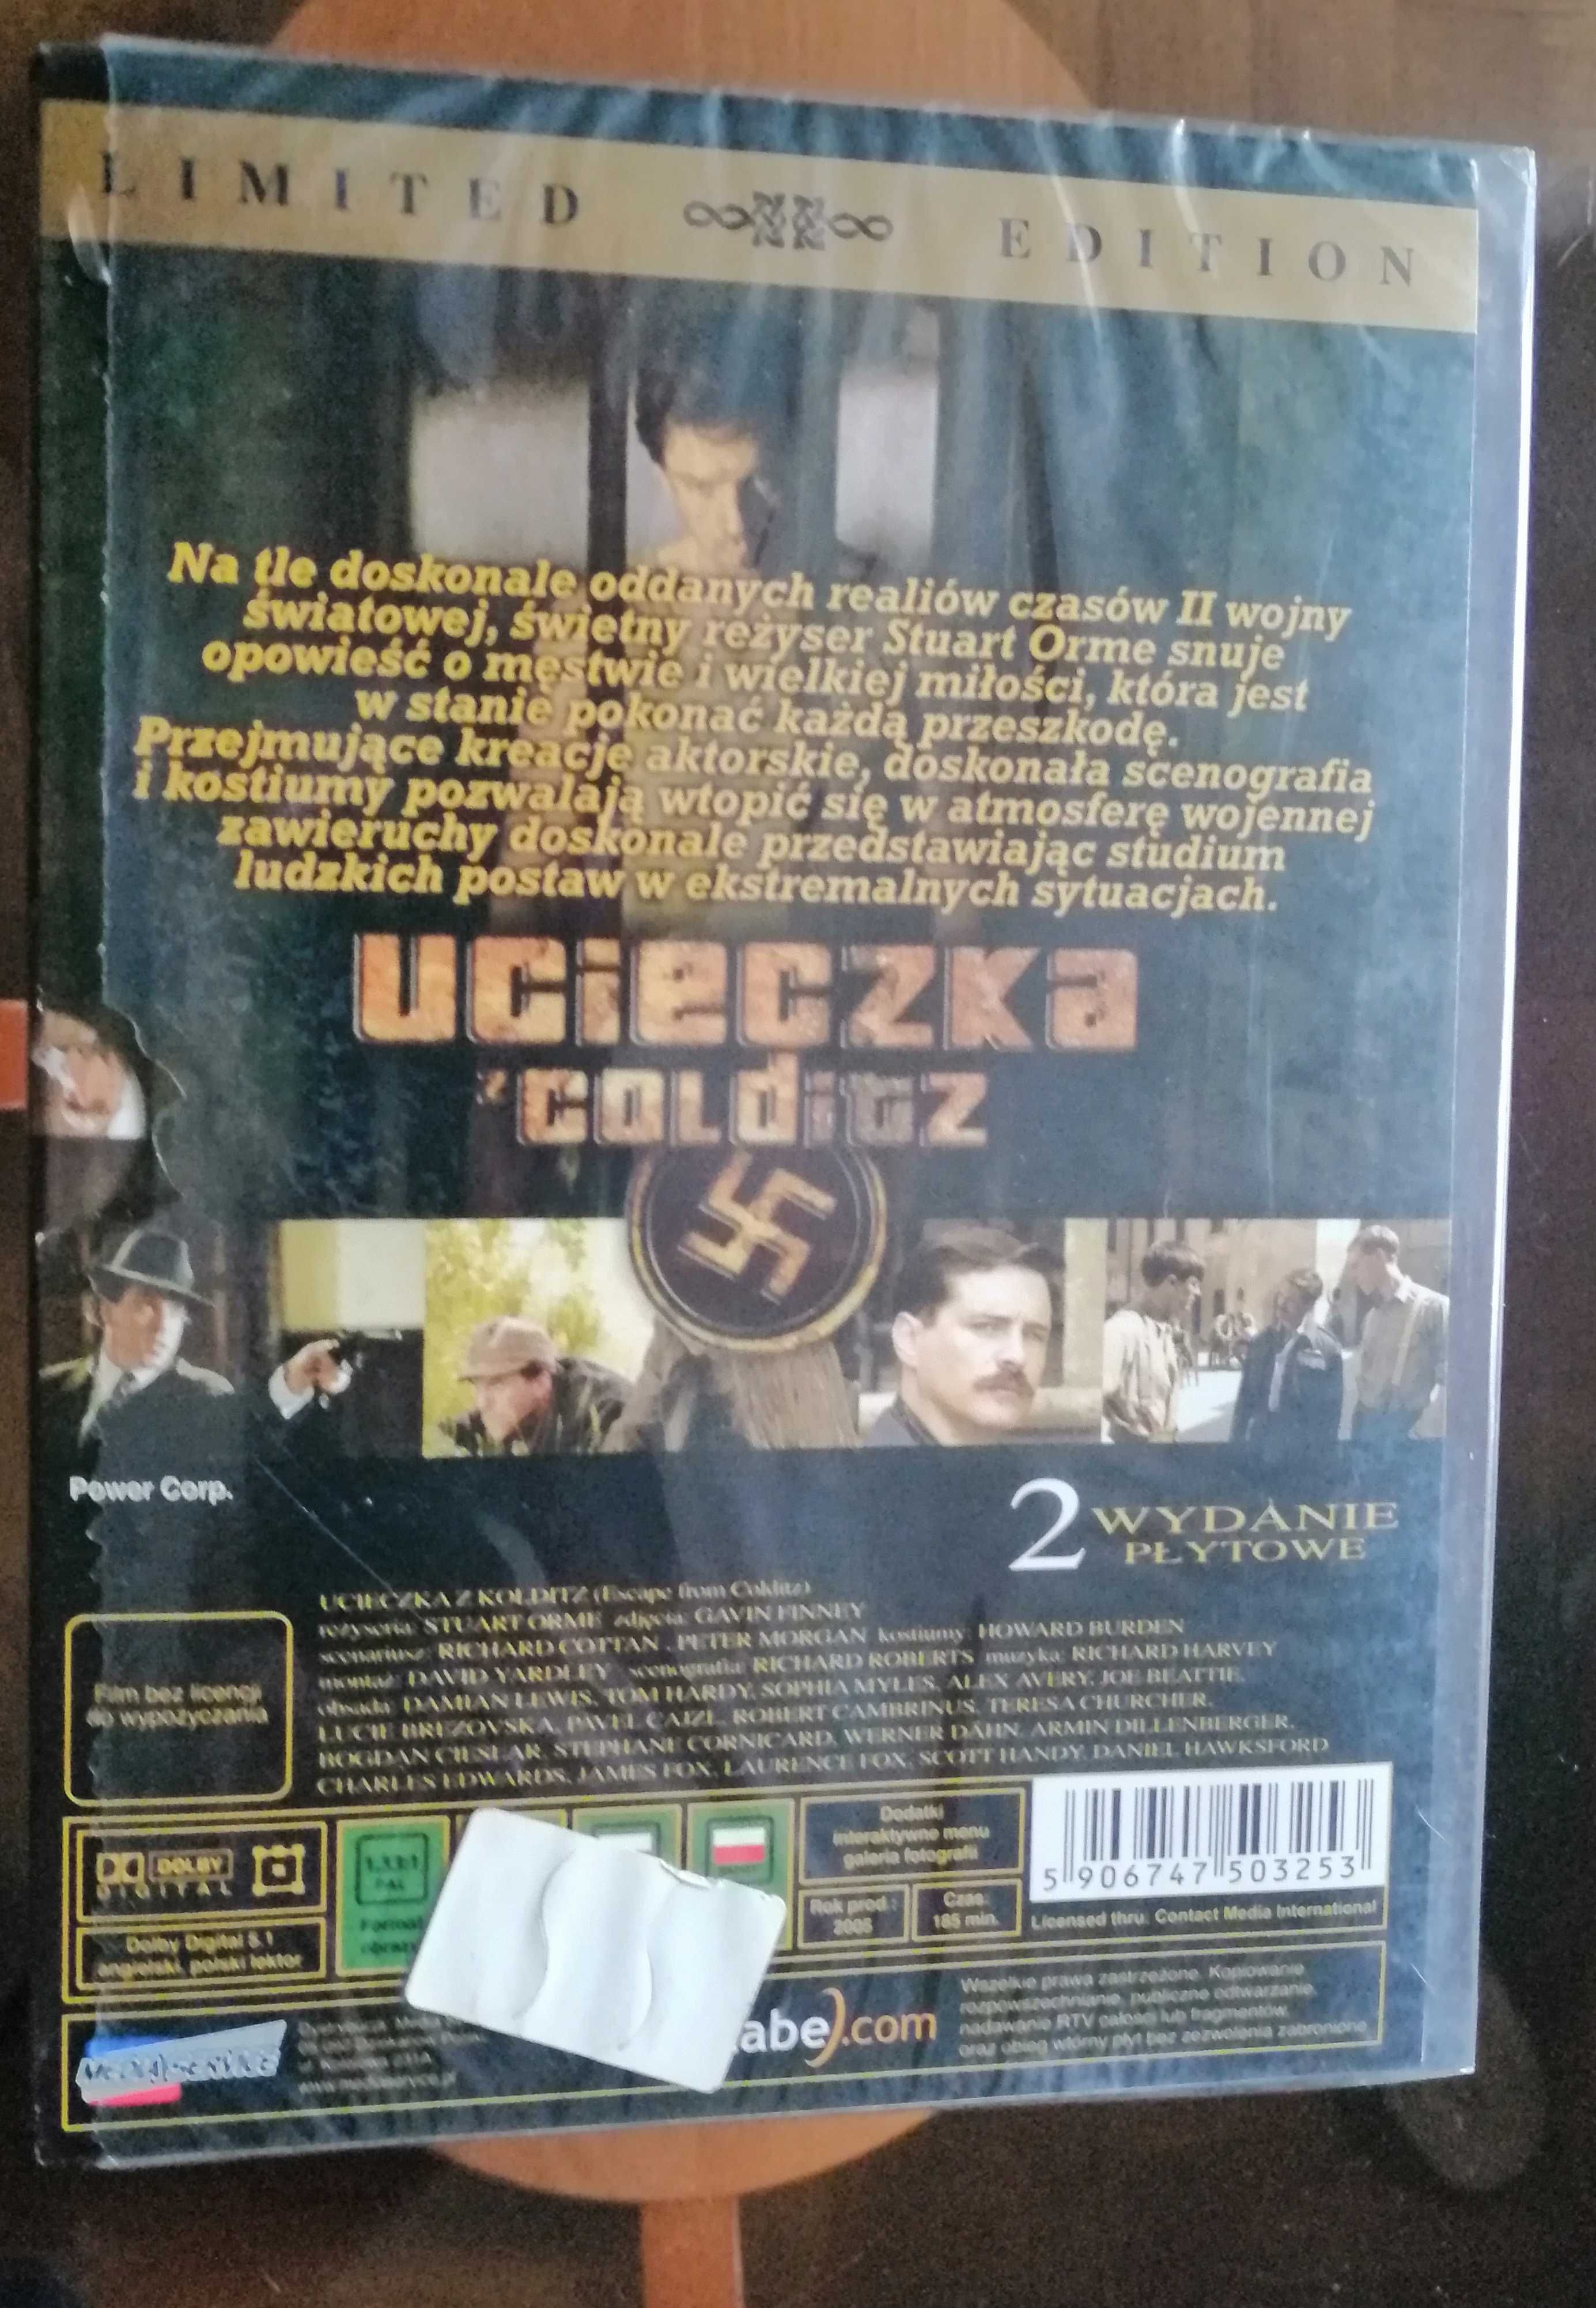 LIMITED EDITION
Na tle doskonale oddanych realiów czasów II wojny
światowej, świetny reżyser Stuart Orme snuje
opowieść o męstwie i wielkiej miłości, która jest
w stanie pokonać każdą przeszkodę.
Przejmujące kreacje aktorskie, doskonała scenografia
i kostiumy pozwalają wtopić się w atmosferę wojennej
zawieruchy doskonale przedstawiając studium
ludzkich postaw w ekstremalnych sytuacjach.
Ucieczka
z Colditz
Power Corp.
2 WYDANIE
PŁYTOWE
UCIECZKA Z KOLDITZ (Escape from Colditz)
reżyseria: STUART ORME zdjęcia: GAVIN FINNEY
scenariusz: RICHARD COTTAN, PETER MORGAN kostiumy: HOWARD BURDEN
montaż: DAVID YARDLEY scenografia: RICHARD ROBERTS muzyka: RICHARD HARVEY
obsada: DAMIAN LEWIS, TOM HARDY, SOPHIA MYLES, ALEX AVERY, JOE BEATTIE,
LUCIE BREZOVSKA, PAVEL CAJZL, ROBERT CAMBRINUS, TERESA CHURCHER,
BOGDAN CIESLAR, STEPHANE CORNICARD, WERNER DÄHN, ARMIN DILLENBERGER,
CHARLES EDWARDS, JAMES FOX, LAURENCE FOX, SCOTT HANDY, DANIEL HAWKSFORD
Film bez licencji
do wypożyczania
DOLBY
DIGITAL
Dolby Digital 5.1
angielski, polski lektor
PAL
Format
obrazu
Dodatki
interaktywne menu
galeria fotografii
Rok prod.:
2005
Czas:
185 min.
5 906747 503253
Licensed thru: Contact Media International
abel.com
Wszelkie prawa zastrzeżone. Kopiowanie,
rozpowszechnianie, publiczne odtwarzanie,
nadawanie RTV całości lub fragmentów
oraz obieg wtórny płyt bez zezwolenia zabronione.